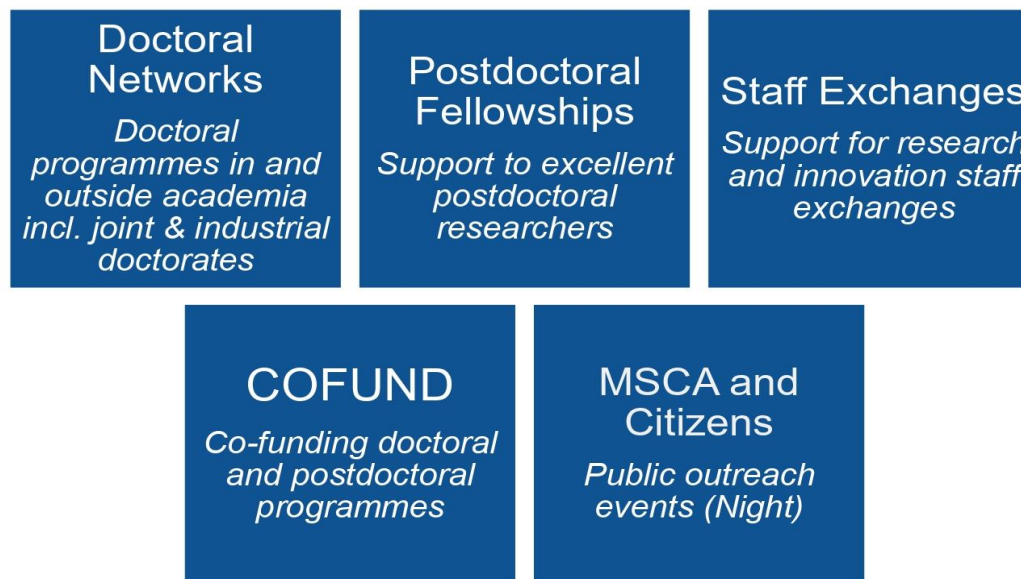 Doctoral
Networks
Doctoral
programmes in and
outside academia
incl. joint & industrial
doctorates
Postdoctoral
Fellowships
Support to excellent
postdoctoral
researchers
Staff Exchanges
Support for research
and innovation staff
exchanges
COFUND
Co-funding doctoral
and postdoctoral
programmes
MSCA and
Citizens
Public outreach
events (Night)